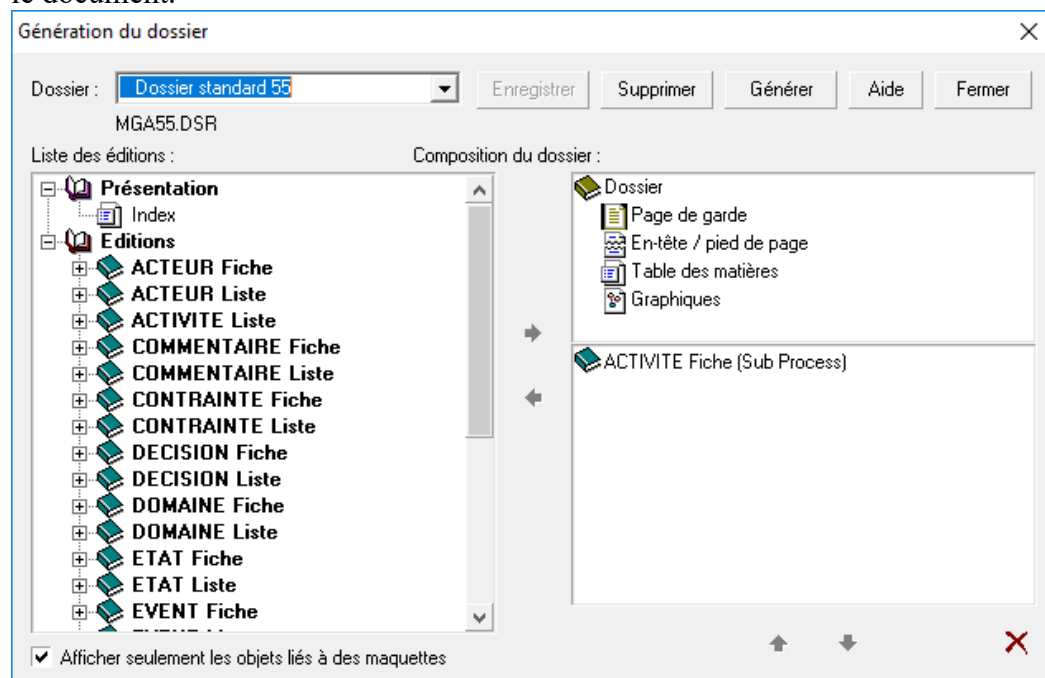 le document.
Génération du dossier
Dossier : Dossier standard 55 Enregistrer Supprimer Générer Aide Fermer
MGA55.DSR
Liste des éditions : Composition du dossier :
Présentation
Index
Editions
ACTEUR Fiche
ACTEUR Liste
ACTIVITE Liste
COMMENTAIRE Fiche
COMMENTAIRE Liste
CONTRAINTE Fiche
CONTRAINTE Liste
DECISION Fiche
DECISION Liste
DOMAINE Fiche
DOMAINE Liste
ETAT Fiche
ETAT Liste
EVENT Fiche
Dossier
Page de garde
En-tête / pied de page
Table des matières
Graphiques
ACTIVITE Fiche (Sub Process)
Afficher seulement les objets liés à des maquettes